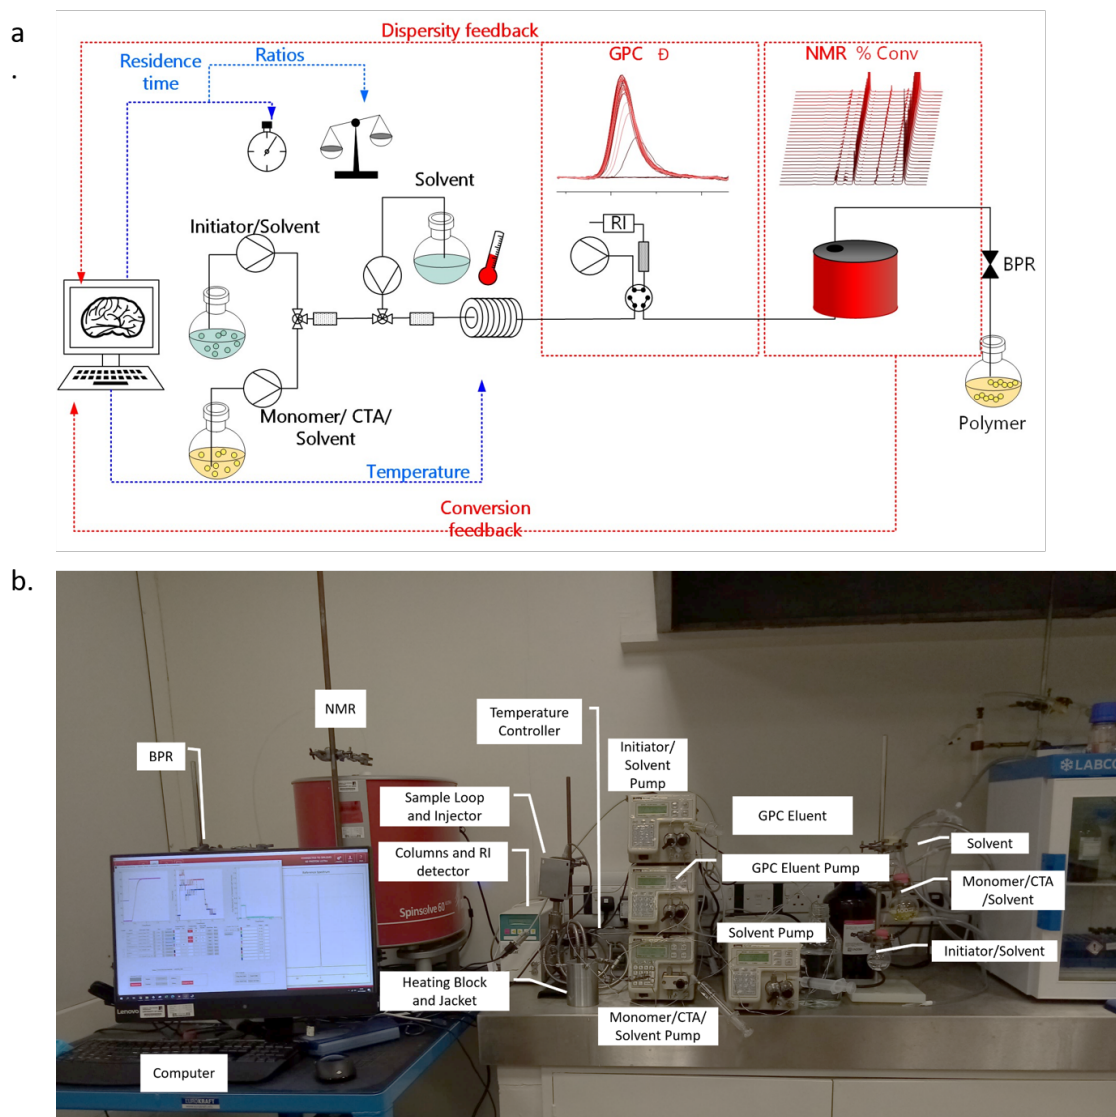 a
.
Dispersity feedback
Residence
time
Ratios
GPC Đ
NMR % Conv
Solvent
Initiator/Solvent
RI
BPR
Monomer/ CTA/
Solvent
Polymer
Temperature
Conversion
feedback
b.
NMR
BPR
Temperature
Controller
Initiator/
Solvent
Pump
Sample Loop
and Injector
GPC Eluent
LABCO
Solvent
Columns and RI
detector
GPC Eluent Pump
Monomer/CTA
/Solvent
Spinsolve 60
Solvent Pump
Initiator/Solvent
Heating Block
and Jacket
Monomer/CTA/
Solvent Pump
Lenovo
Computer
EUROKRAFT